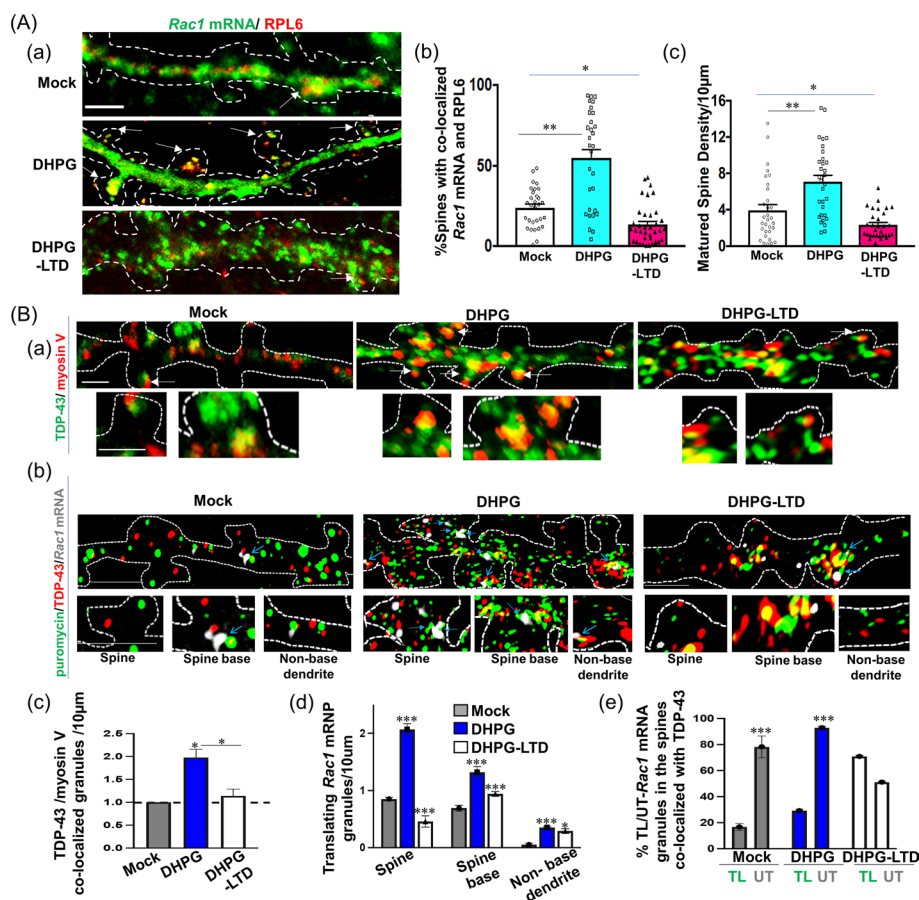 (A)
Rac1 mRNA/ RPL6
(a)
Mock
DHPG
DHPG
-LTD
(b)
%Spines with co-localized
Rac1 mRNA and RPL6
100
50
0
**
*
Mock
DHPG
DHPG
-LTD
(c)
Matured Spine Density/10μm
16
12
8
4
0
**
*
Mock
DHPG
DHPG
-LTD
(B)
Mock
DHPG
DHPG-LTD
(a)
TDP-43/ myosin V
(b)
Mock
DHPG
DHPG-LTD
puromycin/TDP-43/Rac1 mRNA
Spine
Spine base
Non-base
dendrite
Spine
Spine base
Non-base
dendrite
Spine
Spine base
Non-base
dendrite
(c)
TDP-43 /myosin V
co-localized granules /10μm
2.6
2.0
1.6
1.0
0
*
*
Mock
DHPG
DHPG
-LTD
(d)
Translating Rac1 mRNP
granules/10um
2
1
0
Mock
DHPG
DHPG-LTD
***
***
***
***
***
*
Spine
Spine
base
Non- base
dendrite
(e)
% TL/UT-Rac1 mRNA
granules in the spines
co-localized with TDP-43
100
80
60
40
20
0
***
***
Mock
DHPG
DHPG-LTD
TL UT
TL UT
TL UT